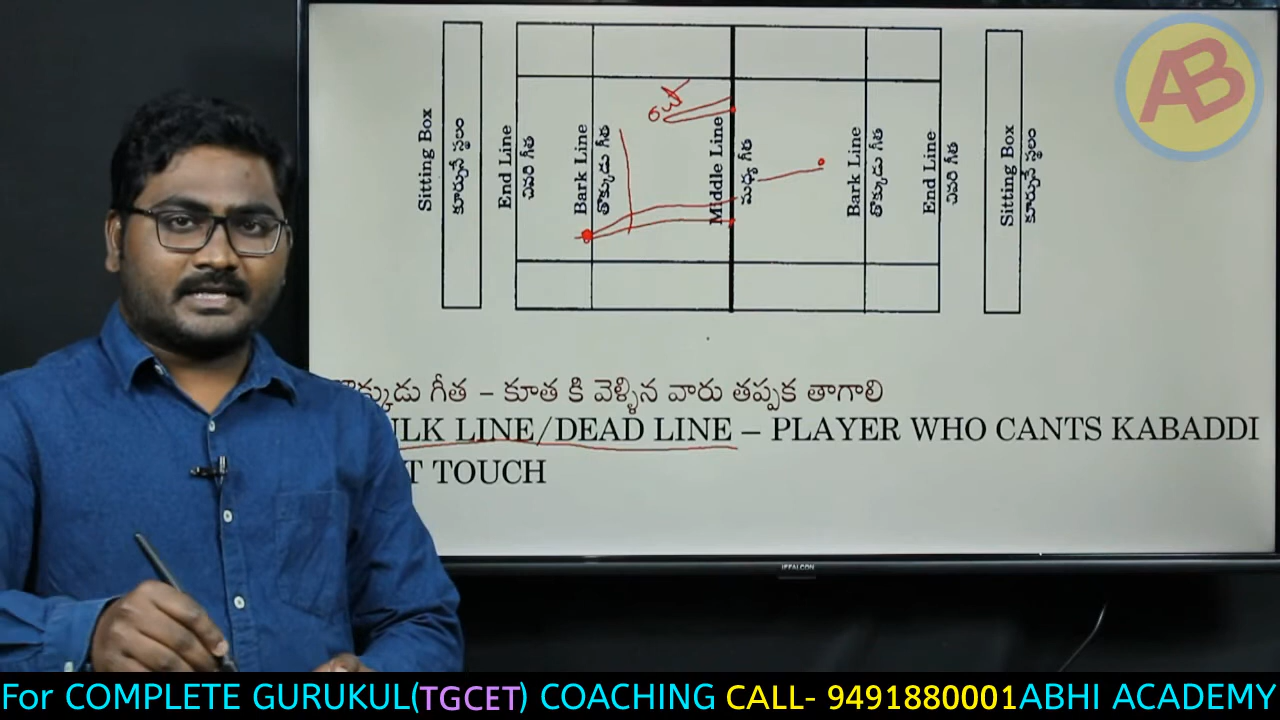 AB
Sitting Box
కూర్చునే స్థలం
End Line
చివరి గీత
Bark Line
తొక్కుడు గీత
Middle Line
మధ్య గీత
Bark Line
తొక్కుడు గీత
End Line
చివరి గీత
Sitting Box
కూర్చునే స్థలం
గీత – కూత కి వెళ్ళిన వారు తప్పక తాగాలి
LINE/DEAD LINE – PLAYER WHO CANTS KABADDI
TOUCH
IFFALCON
For COMPLETE GURUKUL(TGCET) COACHING CALL- 9491880001ABHI ACADEMY